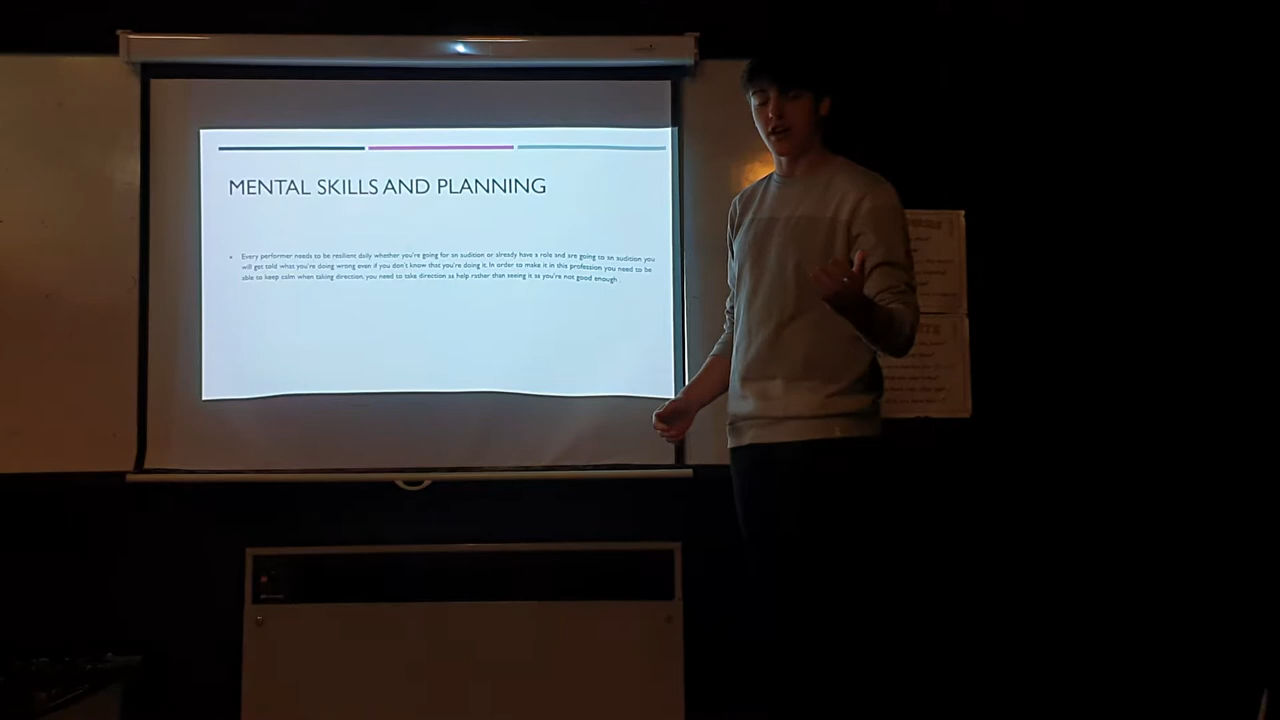 MENTAL SKILLS AND PLANNING
Every performer needs to be resilient daily whether you're going for an audition or already have a role and are going to an audition you
will get told what you're doing wrong even if you don't know that you're doing it. In order to make it in this profession you need to be
able to keep calm when taking direction, you need to take direction as help rather than seeing it as you're not good enough .